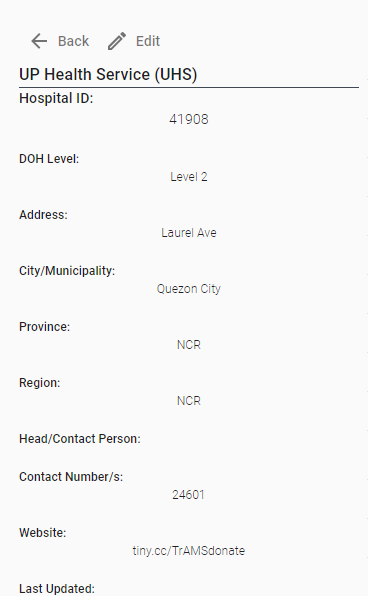 Back Edit
UP Health Service (UHS)
Hospital ID:
41908
DOH Level:
Level 2
Address:
Laurel Ave
City/Municipality:
Quezon City
Province:
NCR
Region:
NCR
Head/Contact Person:
Contact Number/s:
24601
Website:
tiny.cc/TrAMSdonate
Last Updated: